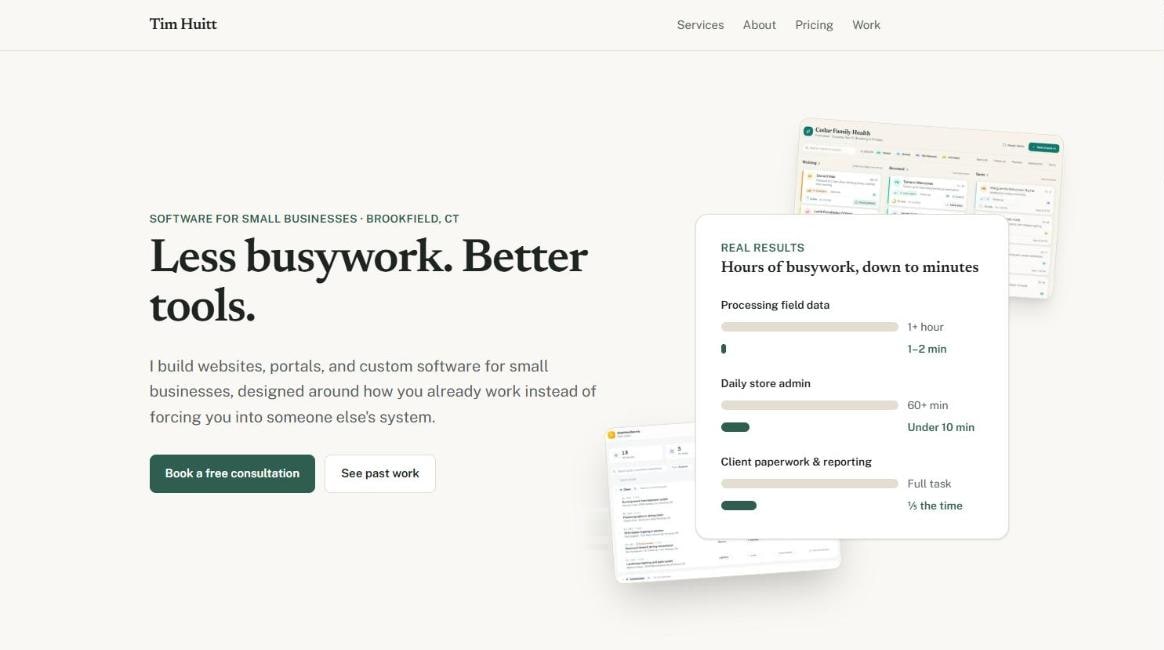 Tim Huitt
Services About Pricing Work
SOFTWARE FOR SMALL BUSINESSES · BROOKFIELD, CT
Less busywork. Better
tools.
I build websites, portals, and custom software for small
businesses, designed around how you already work instead of
forcing you into someone else's system.
Book a free consultation See past work
Cedar Family Health
REAL RESULTS
Hours of busywork, down to minutes
Processing field data
1+ hour
1–2 min
Daily store admin
60+ min
Under 10 min
Client paperwork & reporting
Full task
⅕ the time